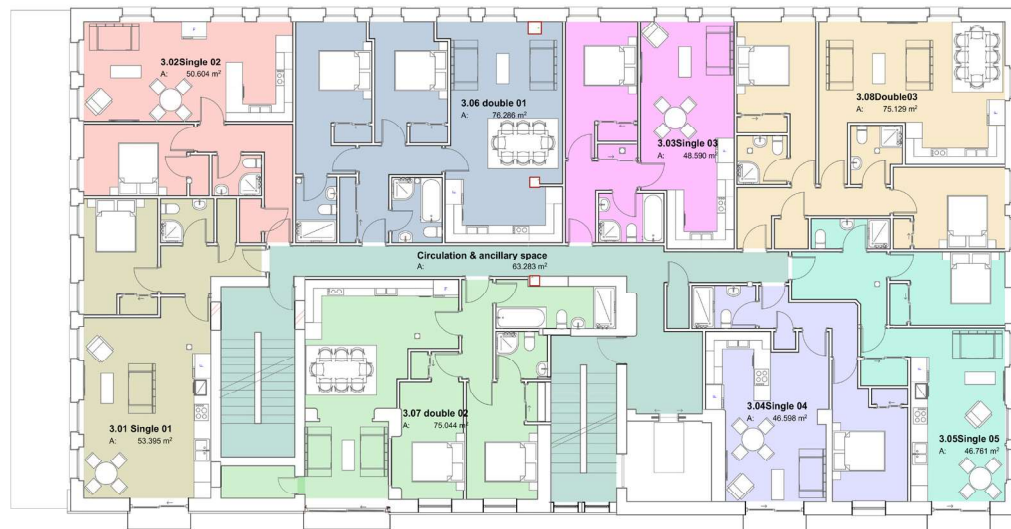 3.02Single 02
A: 50.604 m²
3.06 double 01
A: 76.286 m²
3.03Single 03
A: 48.590 m²
3.08Double03
A: 75.129 m²
Circulation & ancillary space
A: 63.283 m²
3.01 Single 01
A: 53.395 m²
3.07 double 02
A: 75.044 m²
3.04Single 04
A: 46.598 m²
3.05Single 05
A: 46.761 m²